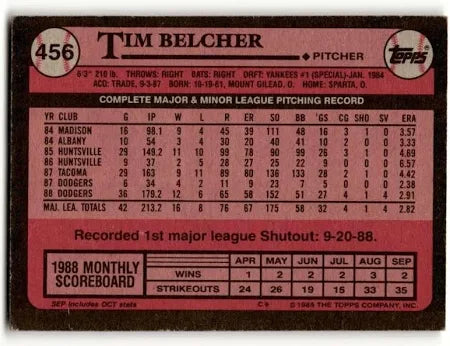 456
TIM BELCHER
PITCHER
TOPPS
6'3" 210 lb. THROWS: RIGHT BATS: RIGHT DRFT: YANKEES #1 (SPECIAL)-JAN. 1984
ACQ: TRADE, 9-3-87 BORN: 10-19-61, MOUNT GILEAD, O. HOME: SPARTA, O.
COMPLETE MAJOR & MINOR LEAGUE PITCHING RECORD
YR CLUB G IP W L R ER SO BB GS CG SHO SV ERA
84 MADISON 16 98.1 9 4 45 39 111 48 16 3 1 0 3.57
84 ALBANY 10 54 3 4 30 20 40 41 10 1 0 0 3.33
85 HUNTSVILLE 29 149.2 11 10 99 78 90 99 26 3 1 0 4.69
86 HUNTSVILLE 9 37 2 5 28 27 25 22 9 0 0 0 6.57
87 TACOMA 29 163 9 11 89 80 136 133 28 2 1 0 4.42
87 DODGERS 6 34 4 2 11 9 23 7 5 0 0 0 2.38
88 DODGERS 36 179.2 12 6 65 58 152 51 27 4 1 4 2.91
MAJ. LEA. TOTALS 42 213.2 16 8 76 67 175 58 32 4 1 4 2.82
Recorded 1st major league Shutout: 9-20-88.
1988 MONTHLY SCOREBOARD
APR MAY JUN JUL AUG SEP
WINS 1 2 2 2 3 2
STRIKEOUTS 24 26 19 15 33 35
SEP includes OCT stats
C* © 1989 THE TOPPS COMPANY, INC.